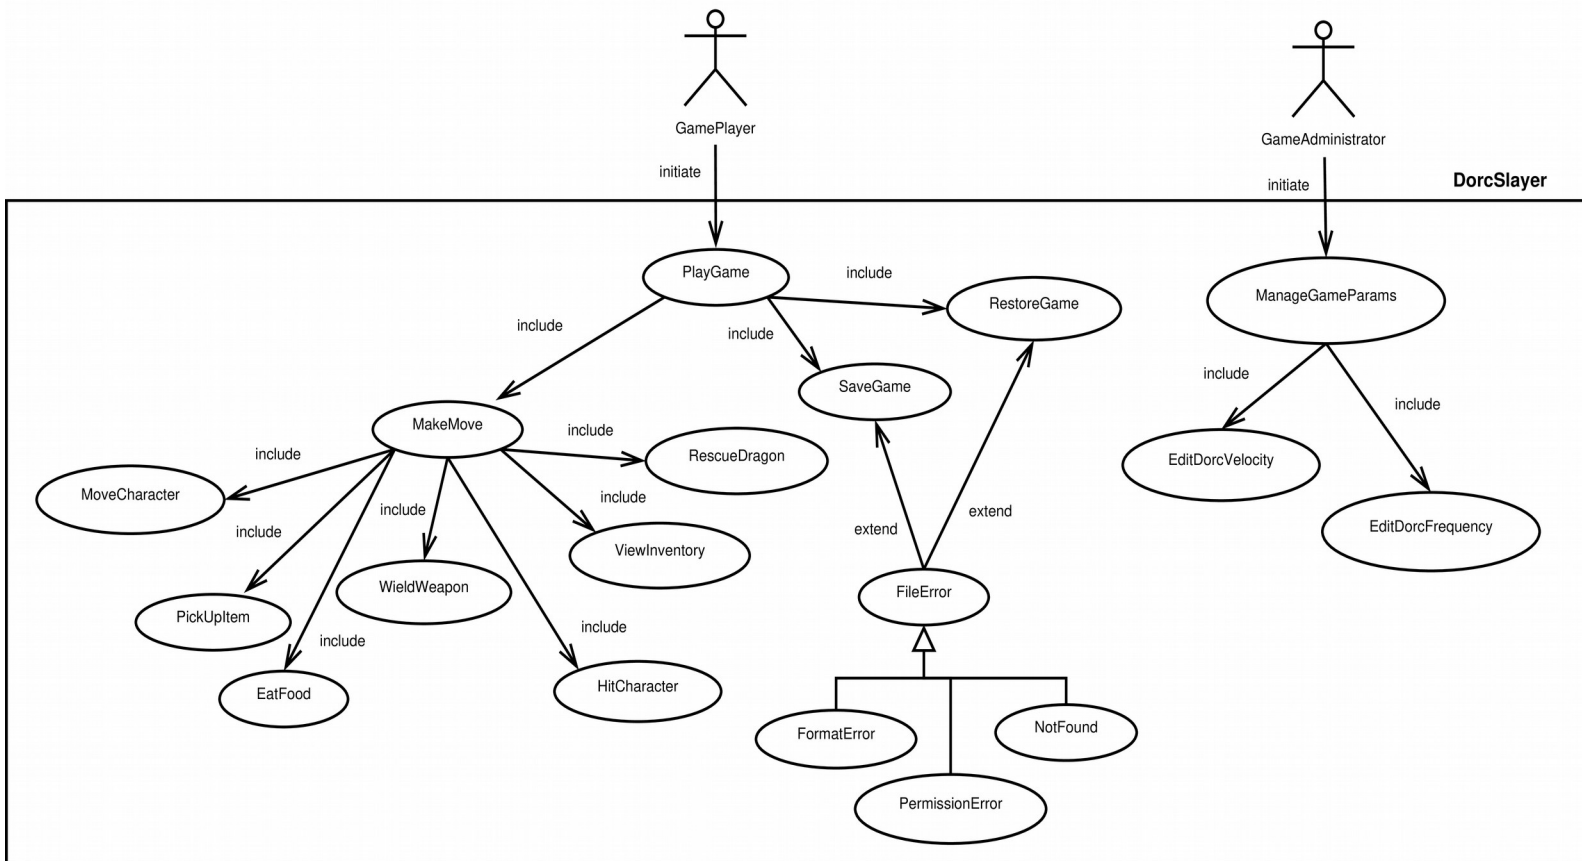 GamePlayer
GameAdministrator
initiate
initiate
DorcSlayer
PlayGame
include
RestoreGame
ManageGameParams
include
include
SaveGame
include
include
MakeMove
include
RescueDragon
include
EditDorcVelocity
MoveCharacter
include
include
include
extend
extend
EditDorcFrequency
ViewInventory
WieldWeapon
FileError
PickUpItem
include
include
EatFood
HitCharacter
FormatError
NotFound
PermissionError